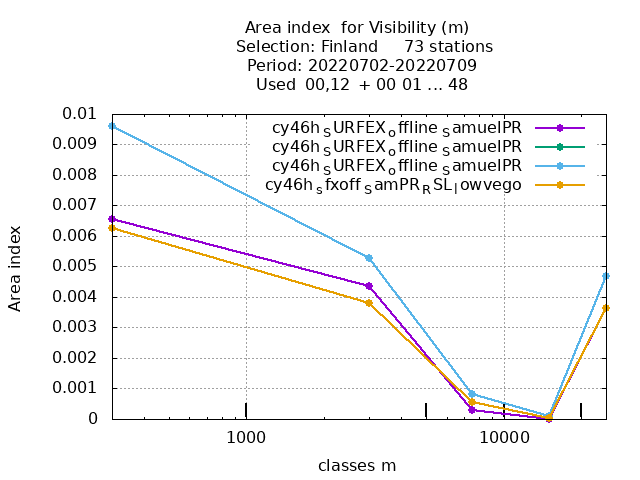 Area index for Visibility (m)
Selection: Finland 73 stations
Period: 20220702-20220709
Used 00,12 + 00 01 ... 48
0.01
0.009
0.008
0.007
0.006
0.005
0.004
0.003
0.002
0.001
0
Area index
cy46h_SURFEX_offline_SamuelPR
cy46h_SURFEX_offline_SamuelPR
cy46h_SURFEX_offline_SamuelPR
cy46h_sfxoff_SamPR_RSL_lowvego
1000 10000
classes m